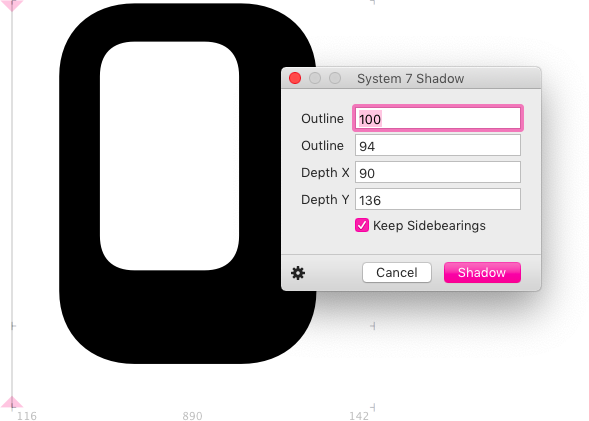 System 7 Shadow
Outline 100
Outline 94
Depth X 90
Depth Y 136
Keep Sidebearings
Cancel Shadow
116 890 142